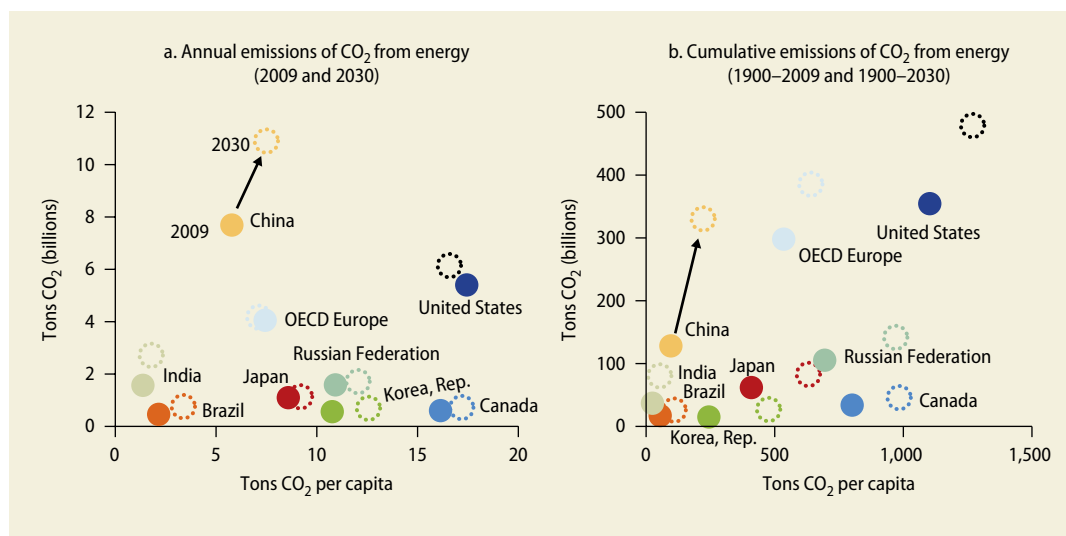 a. Annual emissions of CO2 from energy
(2009 and 2030)
12
10
8
6
4
2
0
Tons CO2 (billions)
2030
2009
China
United States
OECD Europe
Russian Federation
India
Japan
Korea, Rep.
Brazil
Canada
0
5
10
15
20
Tons CO2 per capita
b. Cumulative emissions of CO2 from energy
(1900–2009 and 1900–2030)
500
400
300
200
100
0
Tons CO2 (billions)
United States
OECD Europe
China
Russian Federation
Japan
India
Brazil
Canada
Korea, Rep.
0
500
1,000
1,500
Tons CO2 per capita